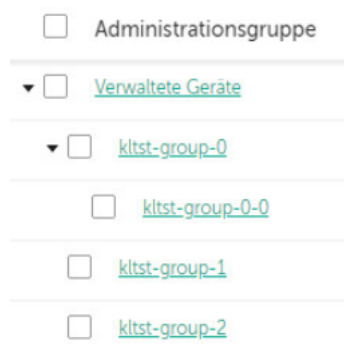 Administrationsgruppe
Verwaltete Geräte
kltst-group-0
kltst-group-0-0
kltst-group-1
kltst-group-2